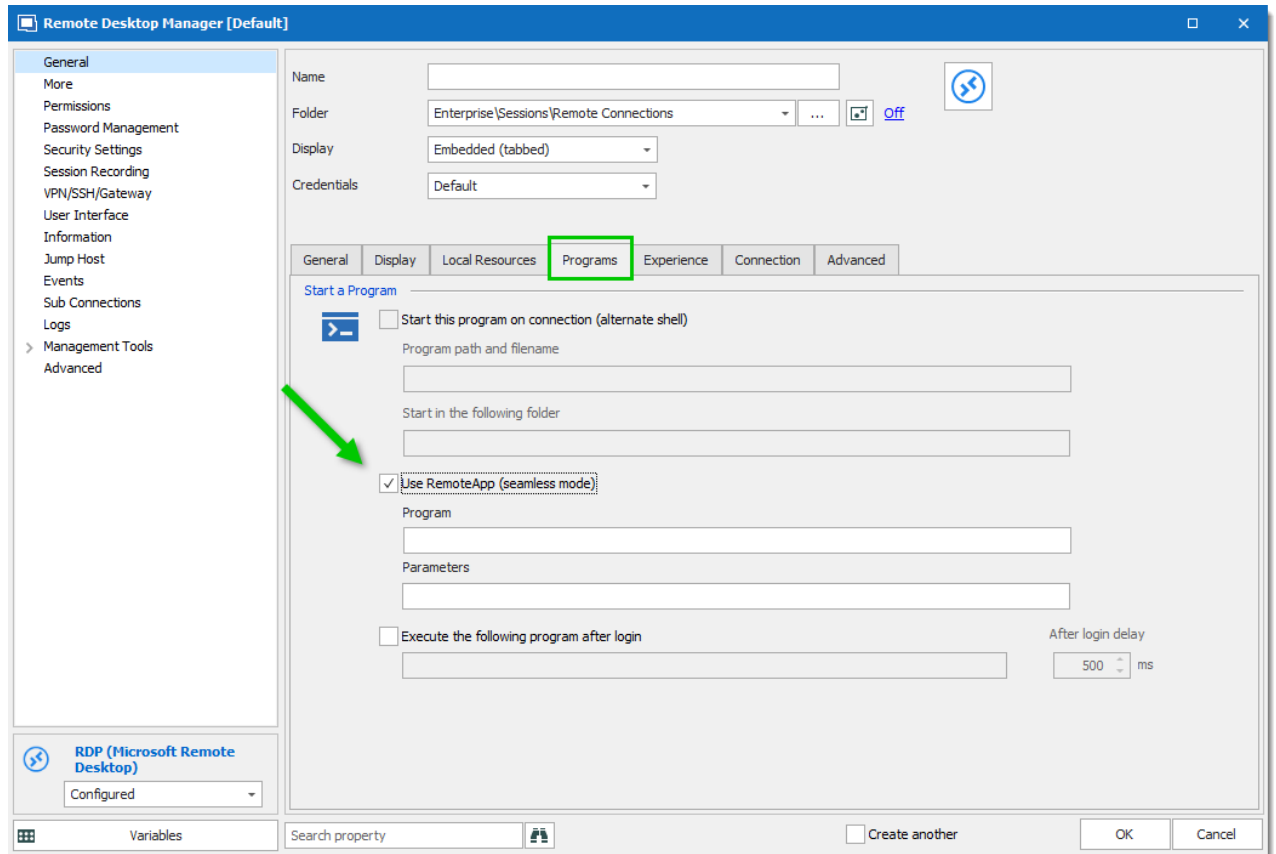 Remote Desktop Manager [Default]
General
More
Permissions
Password Management
Security Settings
Session Recording
VPN/SSH/Gateway
User Interface
Information
Jump Host
Events
Sub Connections
Logs
Management Tools
Advanced
RDP (Microsoft Remote
Desktop)
Configured
Variables
Name
Folder
Enterprise\Sessions\Remote Connections
...
Off
Display
Embedded (tabbed)
Credentials
Default
General Display Local Resources Programs Experience Connection Advanced
Start a Program
Start this program on connection (alternate shell)
Program path and filename
Start in the following folder
Use RemoteApp (seamless mode)
Program
Parameters
Execute the following program after login
After login delay
500 ms
Search property
Create another
OK
Cancel